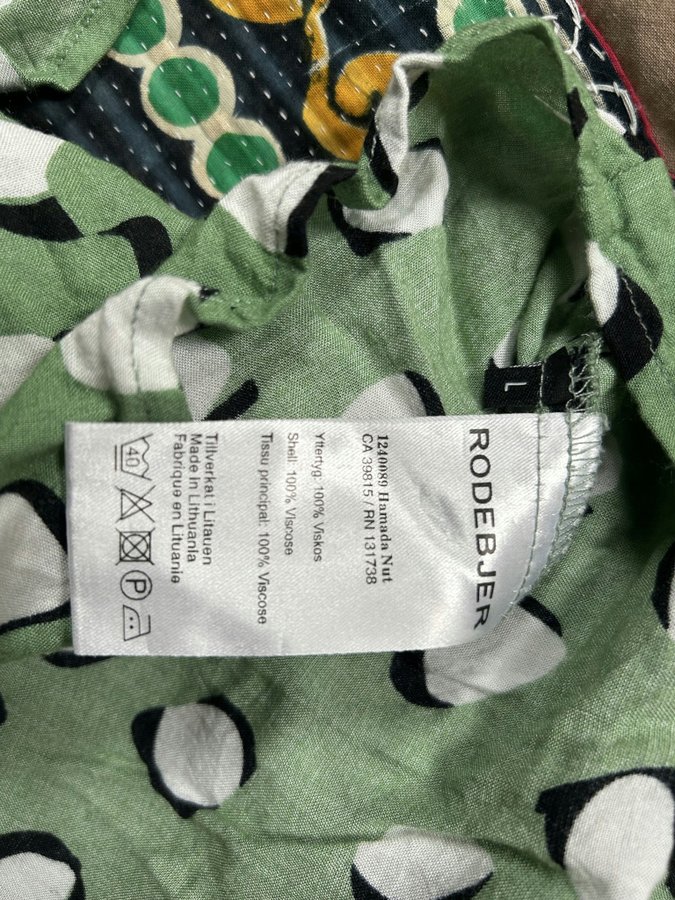 RODEBJER
L
1240089 Hamada Nut
CA 39815 / RN 131738
Yttertyg: 100% Viskos
Shell: 100% Viscose
Tissu principal: 100% Viscose
Tillverkat i Litauen
Made in Lithuania
Fabrique en Lituanie
40
P